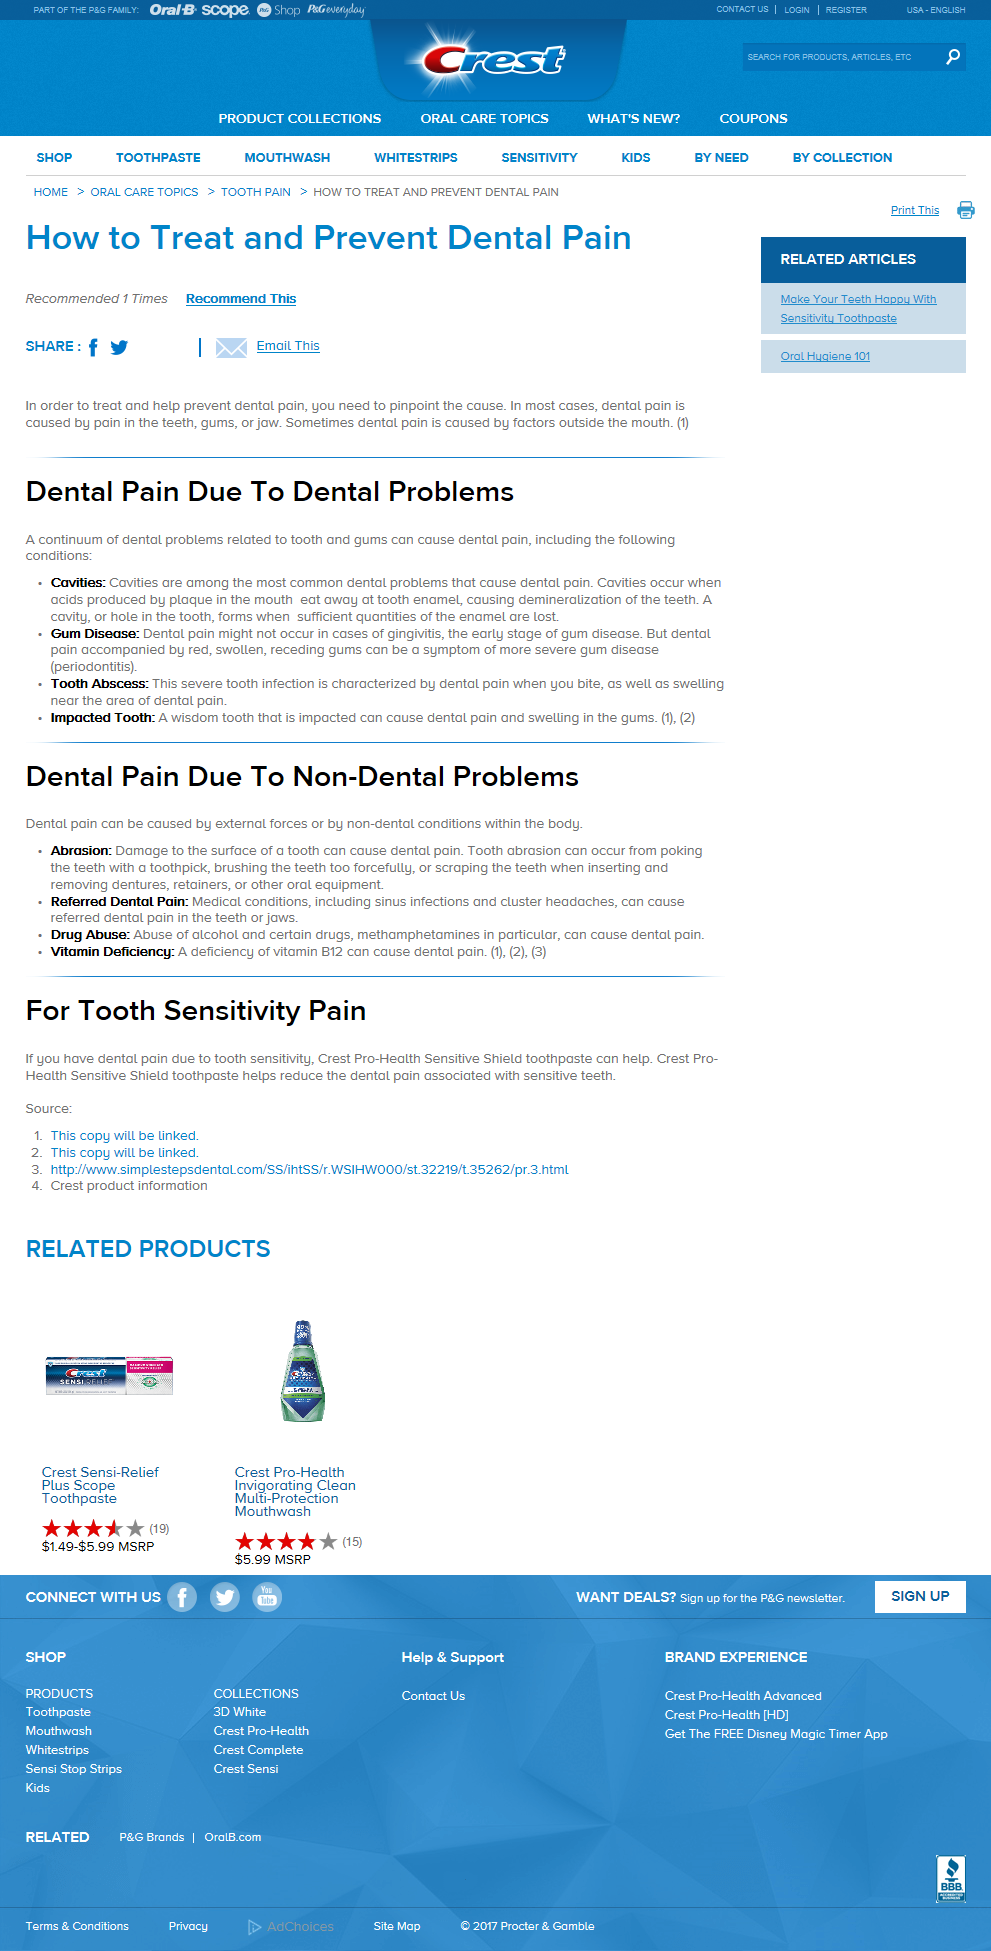 PART OF THE P&G FAMILY: Oral-B scope. P&G Shop P&G everyday
CONTACT US | LOGIN | REGISTER USA - ENGLISH
Crest
SEARCH FOR PRODUCTS, ARTICLES, ETC
PRODUCT COLLECTIONS ORAL CARE TOPICS WHAT'S NEW? COUPONS
SHOP TOOTHPASTE MOUTHWASH WHITESTRIPS SENSITIVITY KIDS BY NEED BY COLLECTION
HOME > ORAL CARE TOPICS > TOOTH PAIN > HOW TO TREAT AND PREVENT DENTAL PAIN
Print This
How to Treat and Prevent Dental Pain
Recommended 1 Times Recommend This
SHARE : | Email This
RELATED ARTICLES
Make Your Teeth Happy With
Sensitivity Toothpaste
Oral Hygiene 101
In order to treat and help prevent dental pain, you need to pinpoint the cause. In most cases, dental pain is
caused by pain in the teeth, gums, or jaw. Sometimes dental pain is caused by factors outside the mouth. (1)
Dental Pain Due To Dental Problems
A continuum of dental problems related to tooth and gums can cause dental pain, including the following
conditions:
• Cavities: Cavities are among the most common dental problems that cause dental pain. Cavities occur when
acids produced by plaque in the mouth eat away at tooth enamel, causing demineralization of the teeth. A
cavity, or hole in the tooth, forms when sufficient quantities of the enamel are lost.
• Gum Disease: Dental pain might not occur in cases of gingivitis, the early stage of gum disease. But dental
pain accompanied by red, swollen, receding gums can be a symptom of more severe gum disease
(periodontitis).
• Tooth Abscess: This severe tooth infection is characterized by dental pain when you bite, as well as swelling
near the area of dental pain.
• Impacted Tooth: A wisdom tooth that is impacted can cause dental pain and swelling in the gums. (1), (2)
Dental Pain Due To Non-Dental Problems
Dental pain can be caused by external forces or by non-dental conditions within the body.
• Abrasion: Damage to the surface of a tooth can cause dental pain. Tooth abrasion can occur from poking
the teeth with a toothpick, brushing the teeth too forcefully, or scraping the teeth when inserting and
removing dentures, retainers, or other oral equipment.
• Referred Dental Pain: Medical conditions, including sinus infections and cluster headaches, can cause
referred dental pain in the teeth or jaws.
• Drug Abuse: Abuse of alcohol and certain drugs, methamphetamines in particular, can cause dental pain.
• Vitamin Deficiency: A deficiency of vitamin B12 can cause dental pain. (1), (2), (3)
For Tooth Sensitivity Pain
If you have dental pain due to tooth sensitivity, Crest Pro-Health Sensitive Shield toothpaste can help. Crest Pro-
Health Sensitive Shield toothpaste helps reduce the dental pain associated with sensitive teeth.
Source:
1. This copy will be linked.
2. This copy will be linked.
3. http://www.simplestepsdental.com/SS/ihtSS/r.WSIHW000/st.32219/t.35262/pr.3.html
4. Crest product information
RELATED PRODUCTS
Crest
SENSI RELIEF
Crest Sensi-Relief
Plus Scope
Toothpaste
(19)
$1.49-$5.99 MSRP
Crest Pro-Health
Invigorating Clean
Multi-Protection
Mouthwash
(15)
$5.99 MSRP
CONNECT WITH US You Tube
WANT DEALS? Sign up for the P&G newsletter. SIGN UP
SHOP
PRODUCTS
Toothpaste
Mouthwash
Whitestrips
Sensi Stop Strips
Kids
COLLECTIONS
3D White
Crest Pro-Health
Crest Complete
Crest Sensi
Help & Support
Contact Us
BRAND EXPERIENCE
Crest Pro-Health Advanced
Crest Pro-Health [HD]
Get The FREE Disney Magic Timer App
RELATED P&G Brands | OralB.com
BBB
ACCREDITED BUSINESS
Terms & Conditions Privacy AdChoices Site Map © 2017 Procter & Gamble